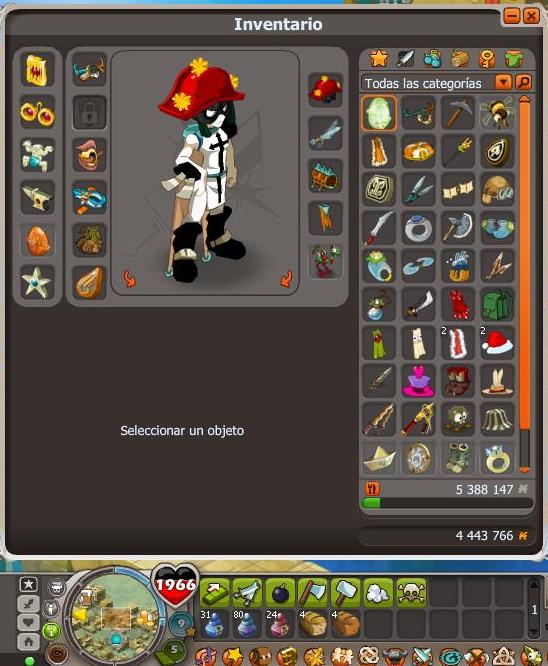 Inventario
Todas las categorías
2 2
Seleccionar un objeto
5 388 147
4 443 766
1966
31 80 24 4 4
9
5
1